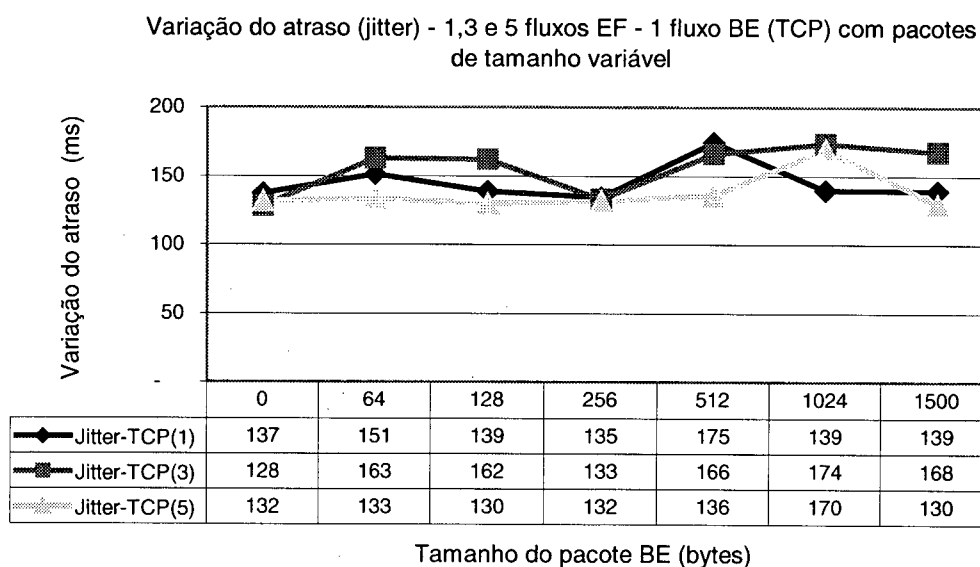 Variação do atraso (jitter) - 1,3 e 5 fluxos EF - 1 fluxo BE (TCP) com pacotes
de tamanho variável
Variação do atraso (ms)
200
150
100
50
-
0 64 128 256 512 1024 1500
Jitter-TCP(1) 137 151 139 135 175 139 139
Jitter-TCP(3) 128 163 162 133 166 174 168
Jitter-TCP(5) 132 133 130 132 136 170 130
Tamanho do pacote BE (bytes)